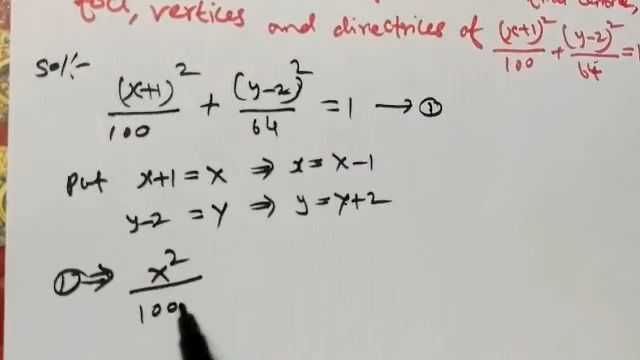 foci, vertices and directrices of (x+1)²/100 + (y-2)²/64 = 1
Sol:-
(x+1)²/100 + (y-2)²/64 = 1 → ①
Put x+1 = X ⇒ x = X-1
y-2 = Y ⇒ y = Y+2
① ⇒ X²/100